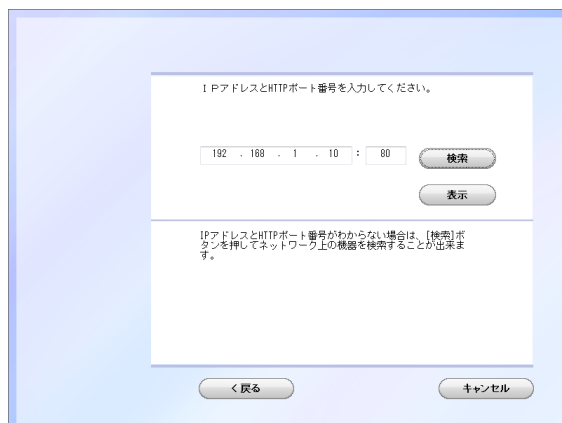 ＩＰアドレスとHTTPポート番号を入力してください。
192 . 168 . 1 . 10 : 80 検索
表示
IPアドレスとHTTPポート番号がわからない場合は、[検索]ボ
タンを押してネットワーク上の機器を検索することが出来ま
す。
＜戻る キャンセル